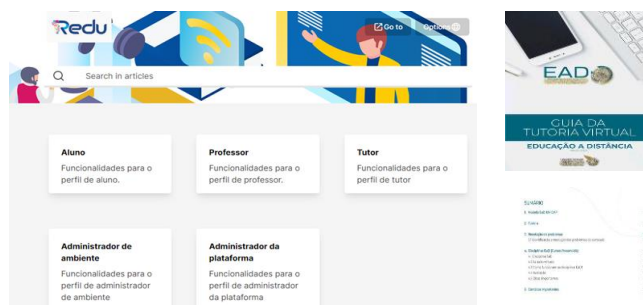 Redu
Go to
Options
Search in articles
Aluno
Funcionalidades para o
perfil de aluno.
Professor
Funcionalidades para o
perfil de professor.
Tutor
Funcionalidades para o
perfil de tutor
Administrador de
ambiente
Funcionalidades para o
perfil de administrador
de ambiente
Administrador da
plataforma
Funcionalidades para o
perfil de administrador
da plataforma
EAD
GUIA DA
TUTORIA VIRTUAL
EDUCAÇÃO A DISTÂNCIA
SUMÁRIO